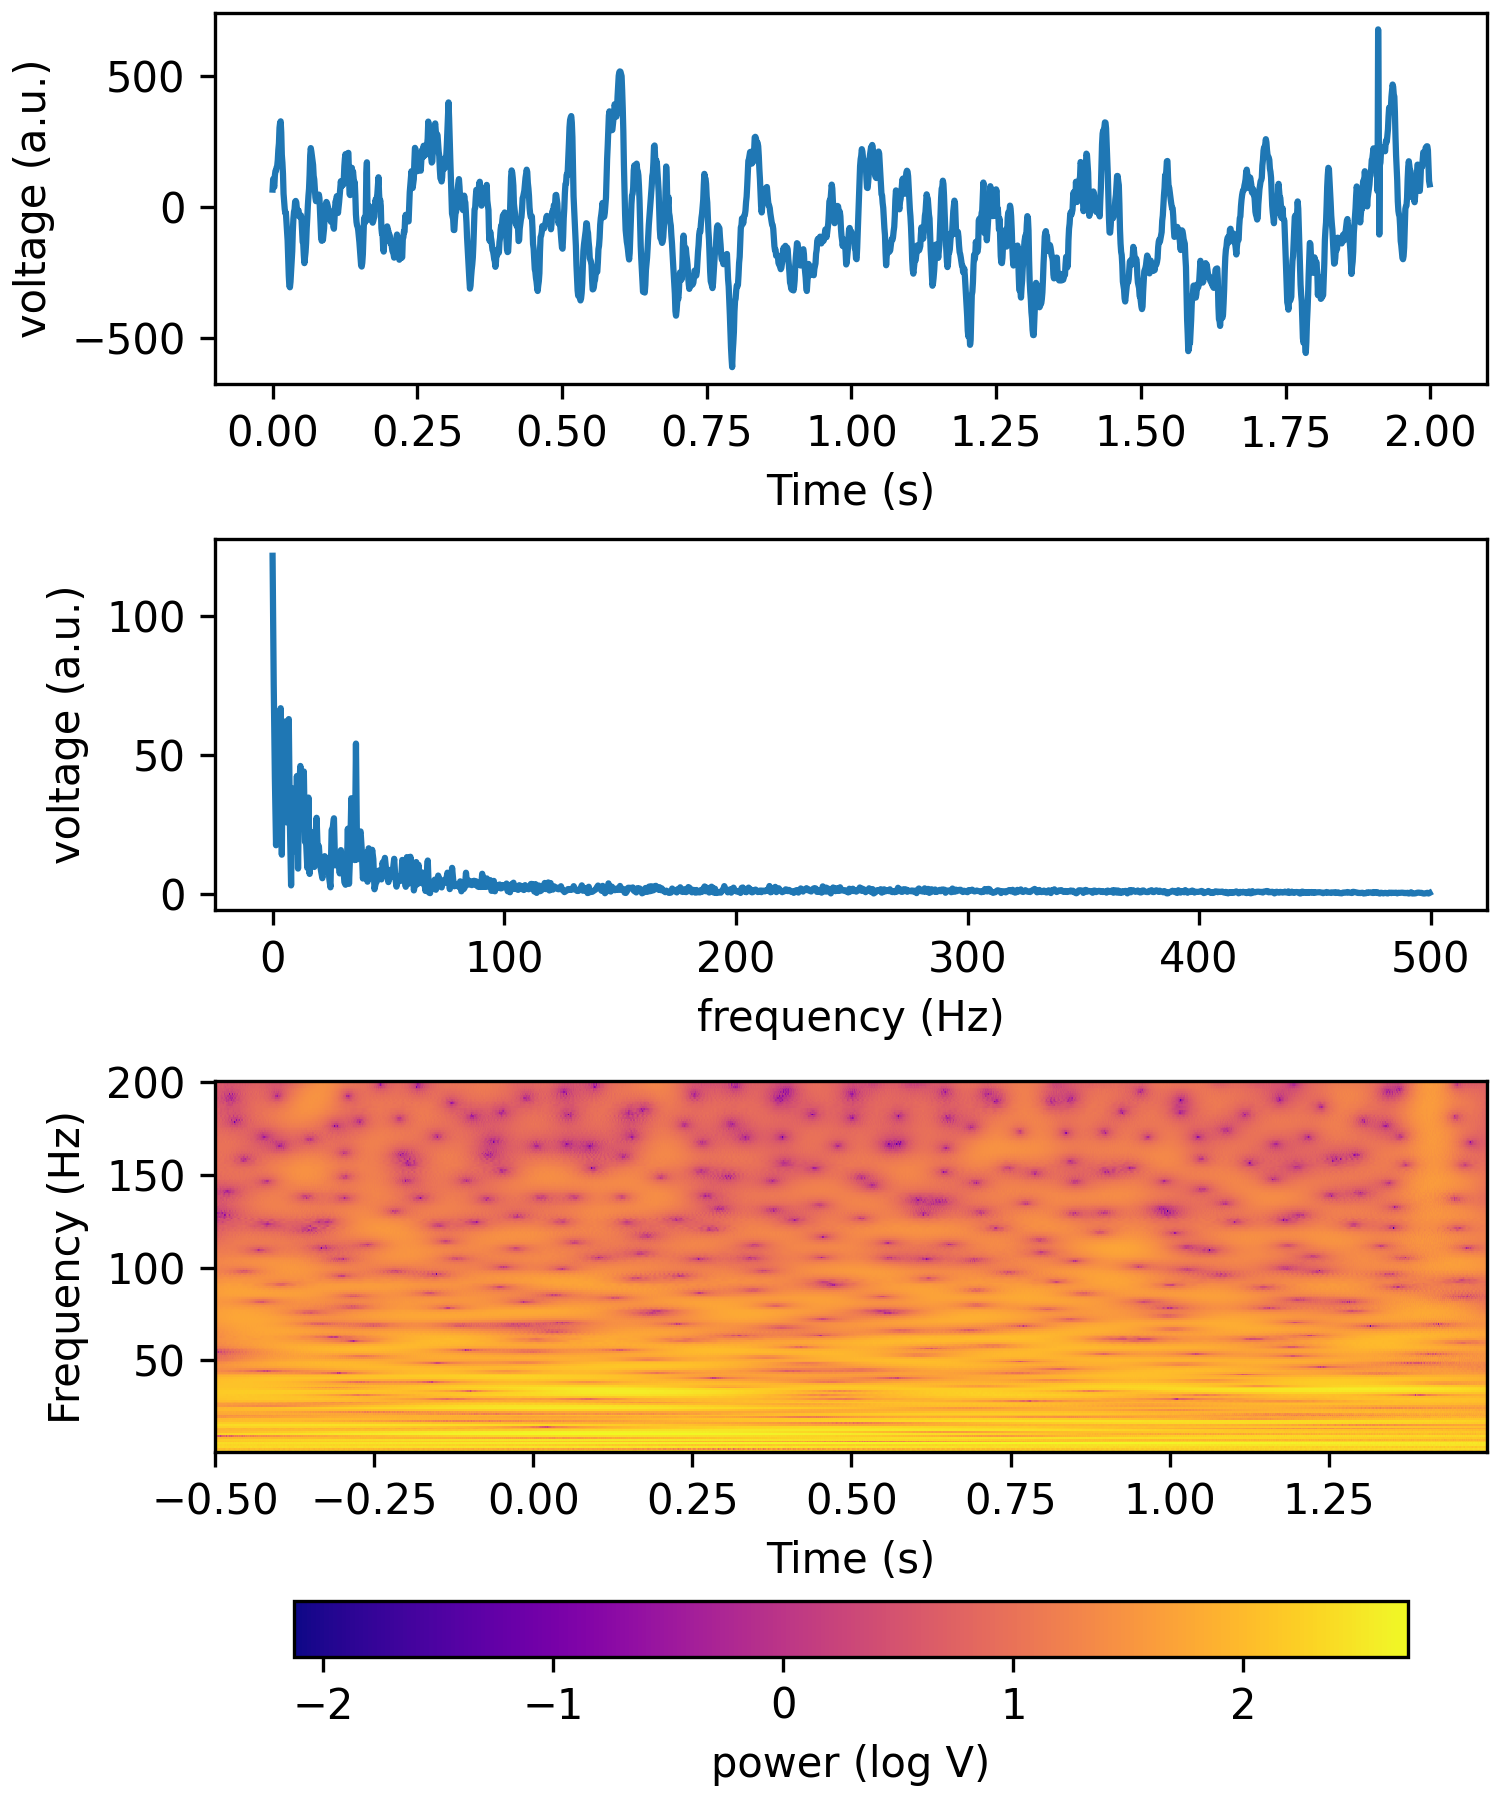 voltage (a.u.)
500
0
−500
0.00 0.25 0.50 0.75 1.00 1.25 1.50 1.75 2.00
Time (s)
voltage (a.u.)
100
50
0
0 100 200 300 400 500
frequency (Hz)
Frequency (Hz)
200
150
100
50
−0.50 −0.25 0.00 0.25 0.50 0.75 1.00 1.25
Time (s)
−2 −1 0 1 2
power (log V)